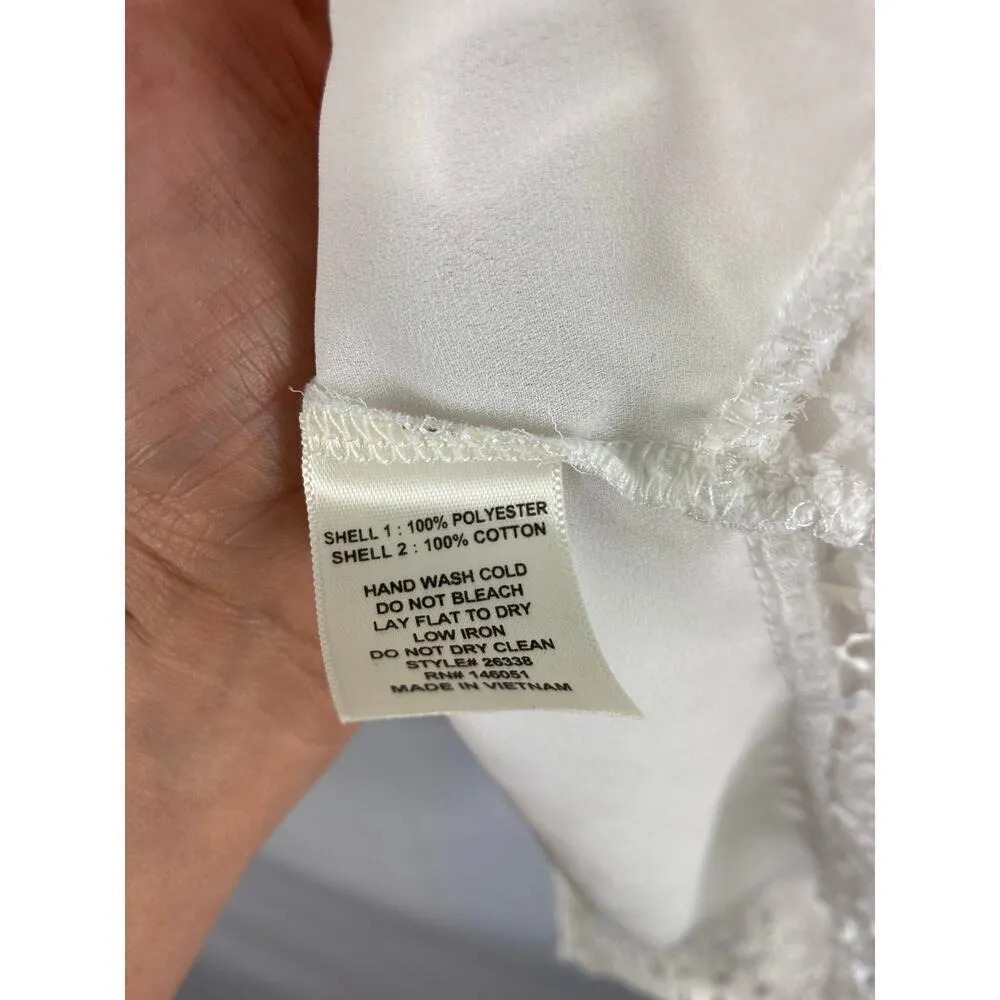 SHELL 1 : 100% POLYESTER
SHELL 2 : 100% COTTON
HAND WASH COLD
DO NOT BLEACH
LAY FLAT TO DRY
LOW IRON
DO NOT DRY CLEAN
STYLE# 26338
RN# 146051
MADE IN VIETNAM